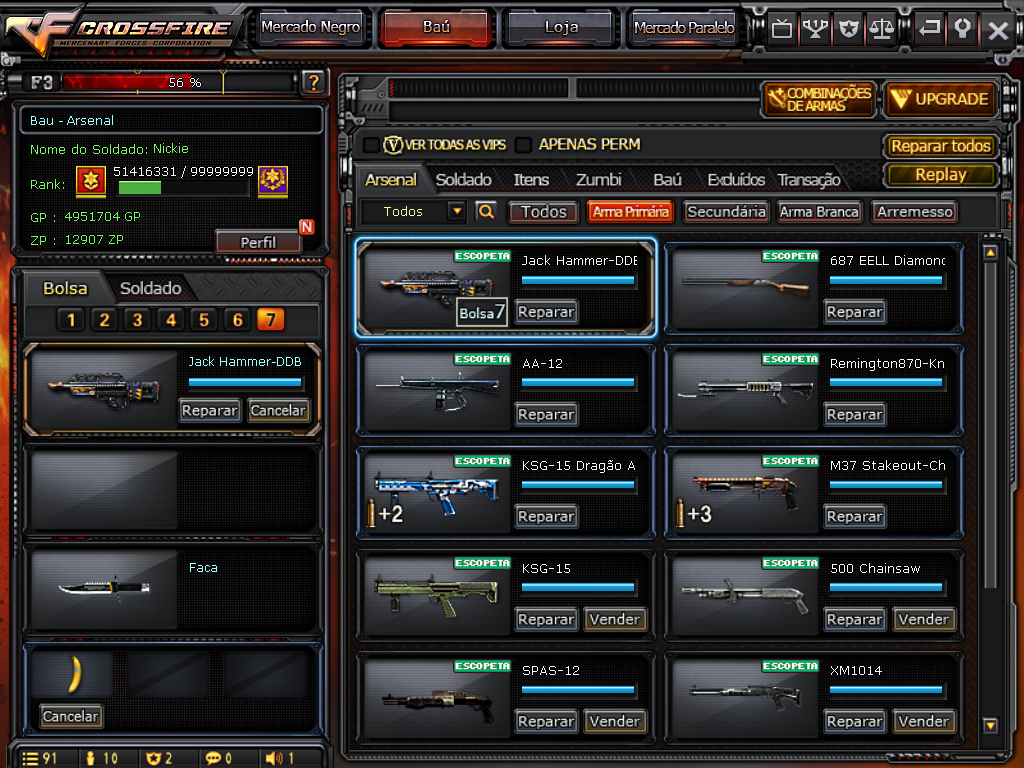 CROSSFIRE
MERCENARY FORCES CORPORATION
Mercado Negro
Baú
Loja
Mercado Paralelo
F3
56 %
?
Bau - Arsenal
Nome do Soldado: Nickie
Rank:
51416331 / 99999999
GP : 4951704 GP
ZP : 12907 ZP
N
Perfil
Bolsa
Soldado
1 2 3 4 5 6 7
Jack Hammer-DDB
Reparar
Cancelar
Faca
Cancelar
91
10
2
0
1
COMBINAÇÕES
DE ARMAS
UPGRADE
V VER TODAS AS VIPS
APENAS PERM
Reparar todos
Replay
Arsenal
Soldado
Itens
Zumbi
Baú
Excluídos
Transação
Todos
Todos
Arma Primária
Secundária
Arma Branca
Arremesso
ESCOPETA
Jack Hammer-DDE
Bolsa7
Reparar
ESCOPETA
687 EELL Diamonc
Reparar
ESCOPETA
AA-12
Reparar
ESCOPETA
Remington870-Kn
Reparar
ESCOPETA
KSG-15 Dragão A
+2
Reparar
ESCOPETA
M37 Stakeout-Ch
+3
Reparar
ESCOPETA
KSG-15
Reparar
Vender
ESCOPETA
500 Chainsaw
Reparar
Vender
ESCOPETA
SPAS-12
Reparar
Vender
ESCOPETA
XM1014
Reparar
Vender